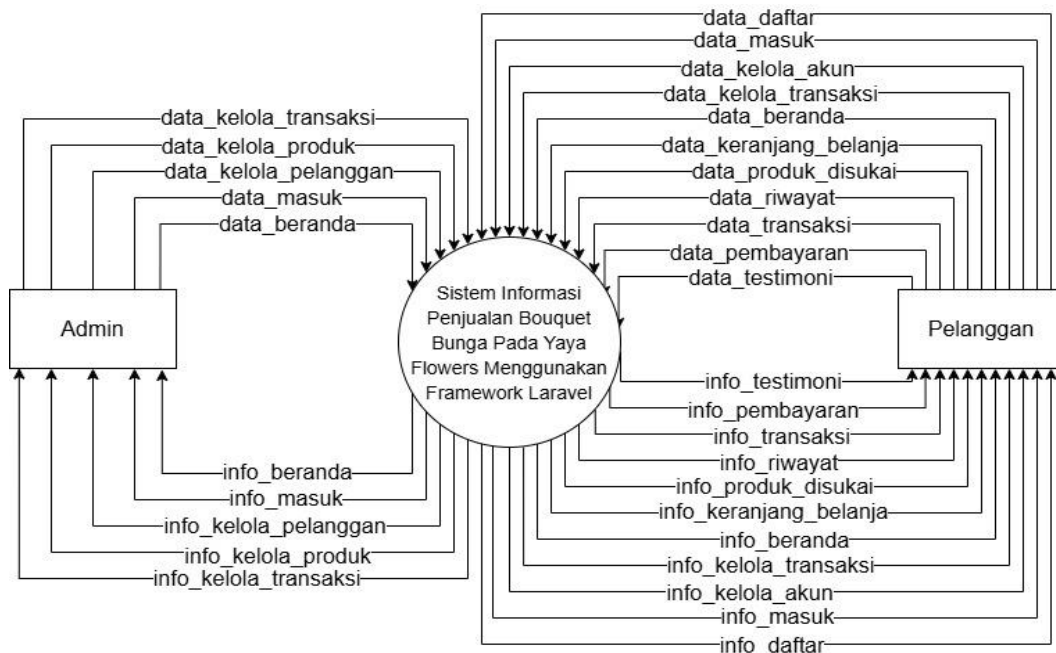 data_daftar
data_masuk
data_kelola_akun
data_kelola_transaksi
data_beranda
data_keranjang_belanja
data_produk_disukai
data_riwayat
data_transaksi
data_pembayaran
data_testimoni
data_kelola_transaksi
data_kelola_produk
data_kelola_pelanggan
data_masuk
data_beranda
Admin
Sistem Informasi
Penjualan Bouquet
Bunga Pada Yaya
Flowers Menggunakan
Framework Laravel
Pelanggan
info_beranda
info_masuk
info_kelola_pelanggan
info_kelola_produk
info_kelola_transaksi
info_testimoni
info_pembayaran
info_transaksi
info_riwayat
info_produk_disukai
info_keranjang_belanja
info_beranda
info_kelola_transaksi
info_kelola_akun
info_masuk
info_daftar